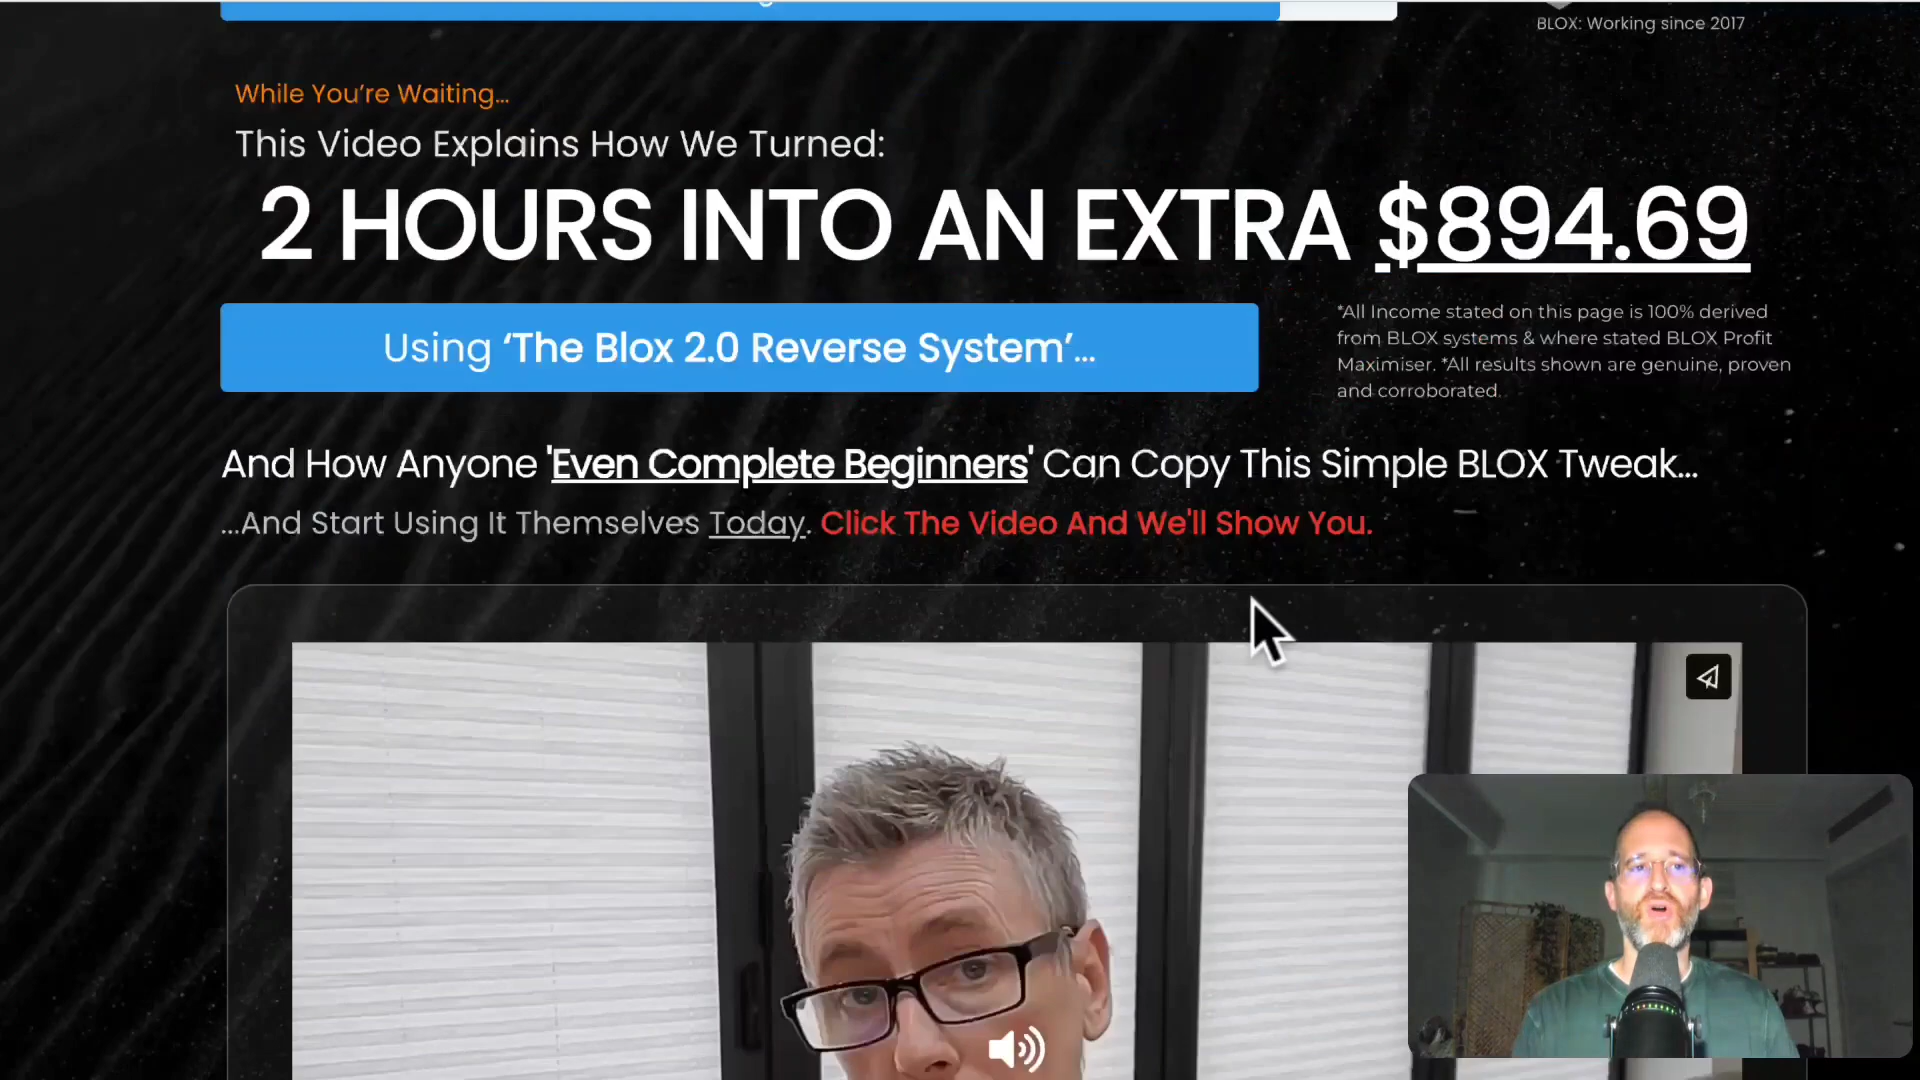 BLOX: Working since 2017
While You’re Waiting...
This Video Explains How We Turned:
2 HOURS INTO AN EXTRA $894.69
Using ‘The Blox 2.0 Reverse System’...
*All Income stated on this page is 100% derived
from BLOX systems & where stated BLOX Profit
Maximiser. *All results shown are genuine, proven
and corroborated.
And How Anyone 'Even Complete Beginners' Can Copy This Simple BLOX Tweak...
...And Start Using It Themselves Today. Click The Video And We'll Show You.